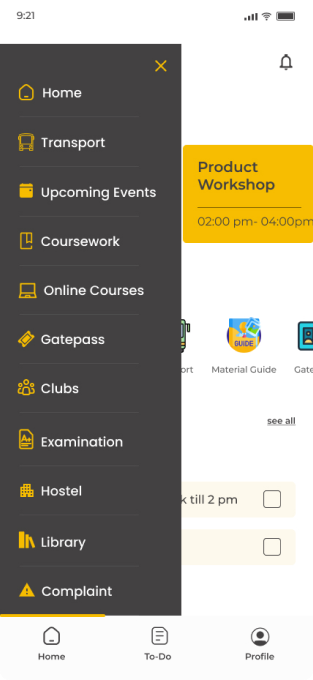 9:21
Home
Transport
Upcoming Events
Coursework
Online Courses
Gatepass
Clubs
A+
Examination
Hostel
Library
Complaint
Product
Workshop
02:00 pm- 04:00pm
ort
GUIDE
Material Guide
Gate
see all
k till 2 pm
Home
To-Do
Profile